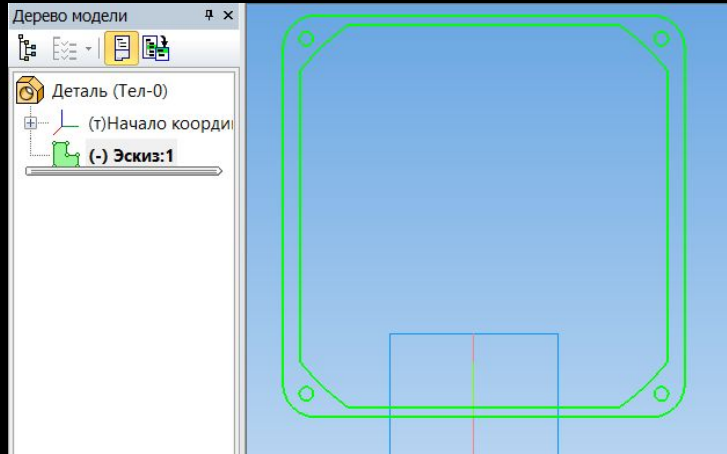 Дерево модели
Деталь (Тел-0)
(т)Начало коорди
(-) Эскиз:1